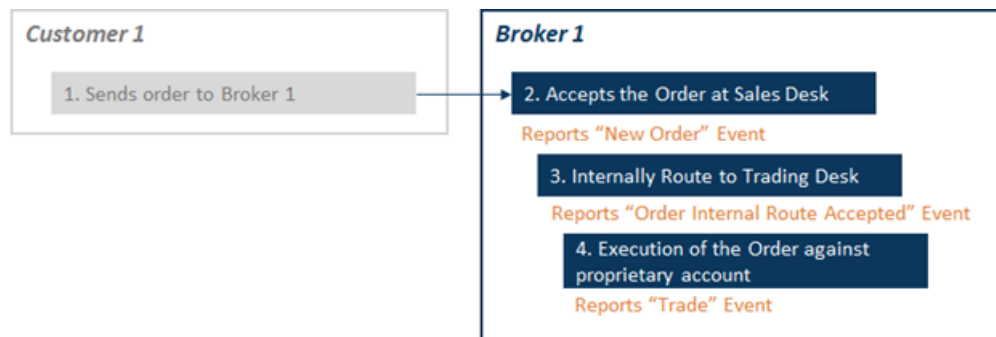 Customer 1
1. Sends order to Broker 1
Broker 1
2. Accepts the Order at Sales Desk
Reports “New Order” Event
3. Internally Route to Trading Desk
Reports “Order Internal Route Accepted” Event
4. Execution of the Order against
proprietary account
Reports “Trade” Event